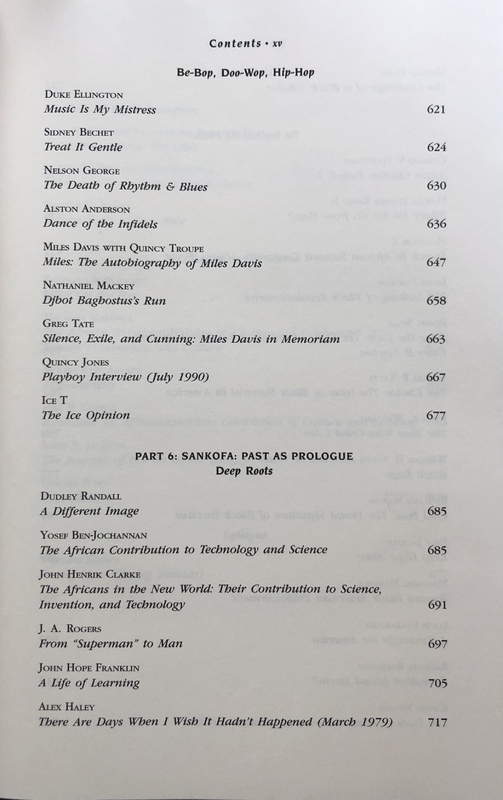 Contents • xv
Be-Bop, Doo-Wop, Hip-Hop
Duke Ellington
Music Is My Mistress 621
Sidney Bechet
Treat It Gentle 624
Nelson George
The Death of Rhythm & Blues 630
Alston Anderson
Dance of the Infidels 636
Miles Davis with Quincy Troupe
Miles: The Autobiography of Miles Davis 647
Nathaniel Mackey
Djbot Baghostus's Run 658
Greg Tate
Silence, Exile, and Cunning: Miles Davis in Memoriam 663
Quincy Jones
Playboy Interview (July 1990) 667
Ice T
The Ice Opinion 677
PART 6: SANKOFA: PAST AS PROLOGUE
Deep Roots
Dudley Randall
A Different Image 685
Yosef Ben-Jochannan
The African Contribution to Technology and Science 685
John Henrik Clarke
The Africans in the New World: Their Contribution to Science,
Invention, and Technology 691
J. A. Rogers
From "Superman" to Man 697
John Hope Franklin
A Life of Learning 705
Alex Haley
There Are Days When I Wish It Hadn't Happened (March 1979) 717